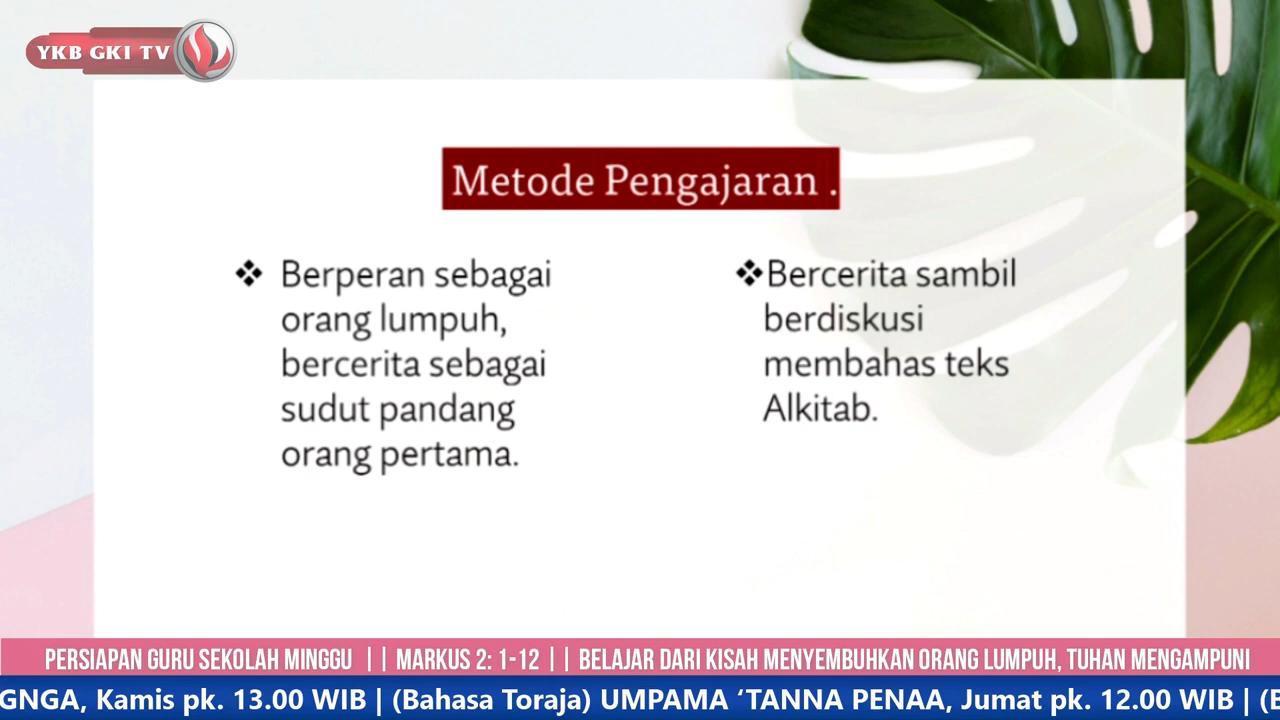 YKB GKI TV
Metode Pengajaran .
❖ Berperan sebagai
orang lumpuh,
bercerita sebagai
sudut pandang
orang pertama.
❖Bercerita sambil
berdiskusi
membahas teks
Alkitab.
PERSIAPAN GURU SEKOLAH MINGGU || MARKUS 2: 1-12 || BELAJAR DARI KISAH MENYEMBUHKAN ORANG LUMPUH, TUHAN MENGAMPUNI
GNGA, Kamis pk. 13.00 WIB | (Bahasa Toraja) UMPAMA ‘TANNA PENAA, Jumat pk. 12.00 WIB | (